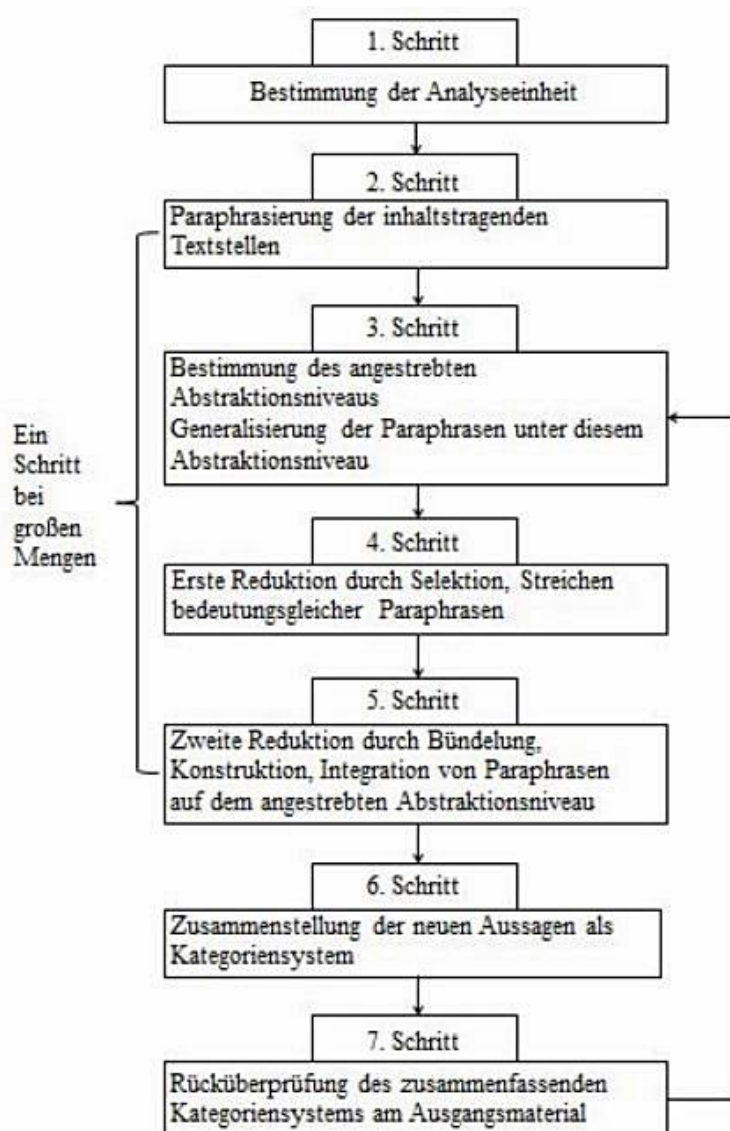 1. Schritt
Bestimmung der Analyseeinheit
2. Schritt
Paraphrasierung der inhaltstragenden
Textstellen
3. Schritt
Bestimmung des angestrebten
Abstraktionsniveaus
Generalisierung der Paraphrasen unter diesem
Abstraktionsniveau
Ein
Schritt
bei
großen
Mengen
4. Schritt
Erste Reduktion durch Selektion, Streichen
bedeutungsgleicher Paraphrasen
5. Schritt
Zweite Reduktion durch Bündelung,
Konstruktion, Integration von Paraphrasen
auf dem angestrebten Abstraktionsniveau
6. Schritt
Zusammenstellung der neuen Aussagen als
Kategoriensystem
7. Schritt
Rücküberprüfung des zusammenfassenden
Kategoriensystems am Ausgangsmaterial